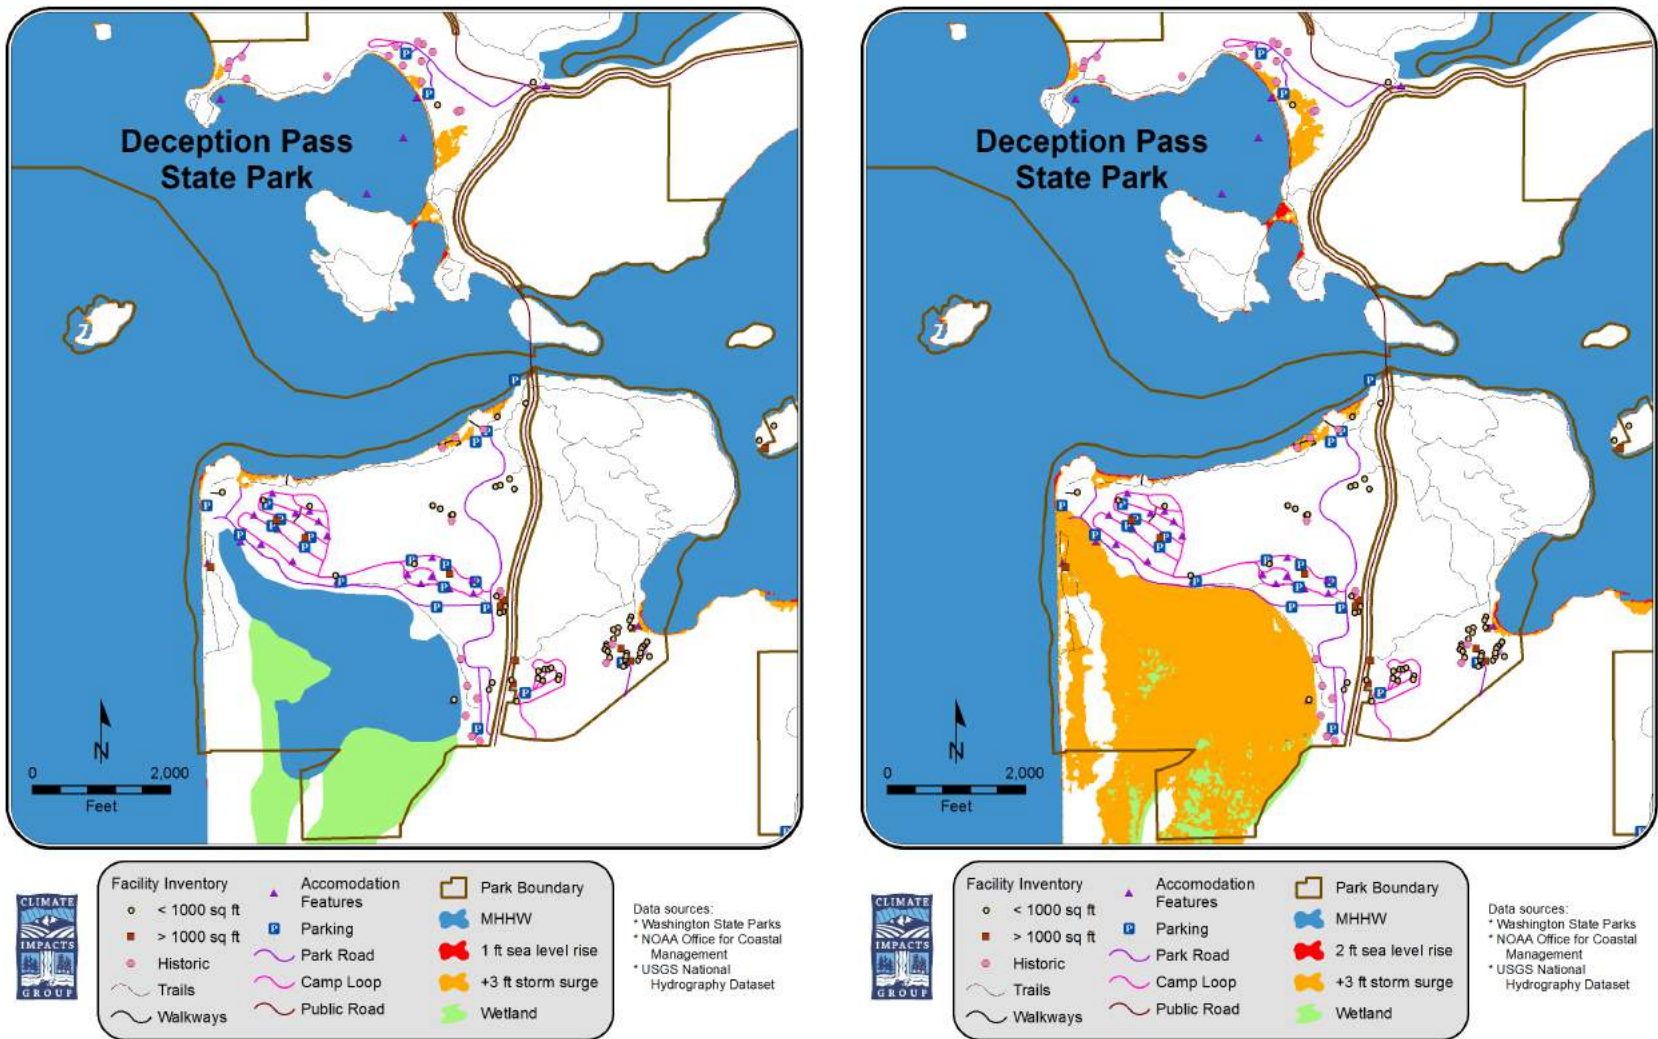 Deception Pass
State Park
N
0 2,000
Feet
P
CLIMATE
IMPACTS
GROUP
Facility Inventory
< 1000 sq ft
> 1000 sq ft
Historic
Trails
Walkways
Accomodation
Features
P Parking
Park Road
Camp Loop
Public Road
Park Boundary
MHHW
1 ft sea level rise
+3 ft storm surge
Wetland
Data sources:
* Washington State Parks
* NOAA Office for Coastal
Management
* USGS National
Hydrography Dataset
Deception Pass
State Park
N
0 2,000
Feet
P
CLIMATE
IMPACTS
GROUP
Facility Inventory
< 1000 sq ft
> 1000 sq ft
Historic
Trails
Walkways
Accomodation
Features
P Parking
Park Road
Camp Loop
Public Road
Park Boundary
MHHW
2 ft sea level rise
+3 ft storm surge
Wetland
Data sources:
* Washington State Parks
* NOAA Office for Coastal
Management
* USGS National
Hydrography Dataset